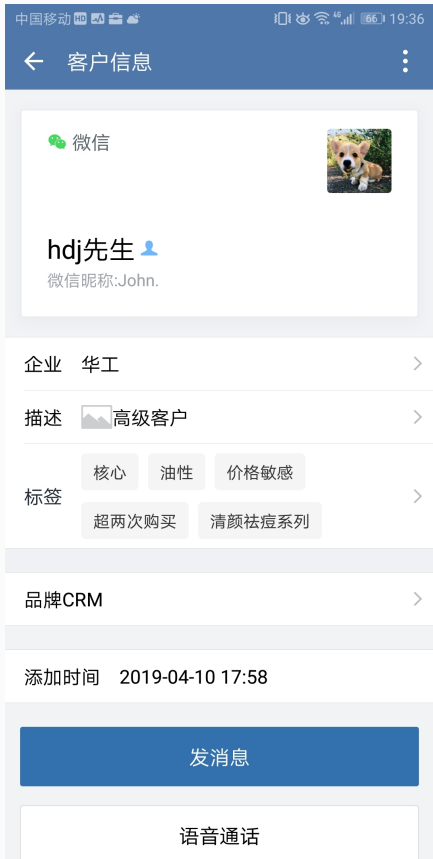 中国移动 HD 66 19:36
客户信息
微信
hdj先生
微信昵称:John.
企业 华工
描述 高级客户
标签 核心 油性 价格敏感
超两次购买 清颜祛痘系列
品牌CRM
添加时间 2019-04-10 17:58
发消息
语音通话